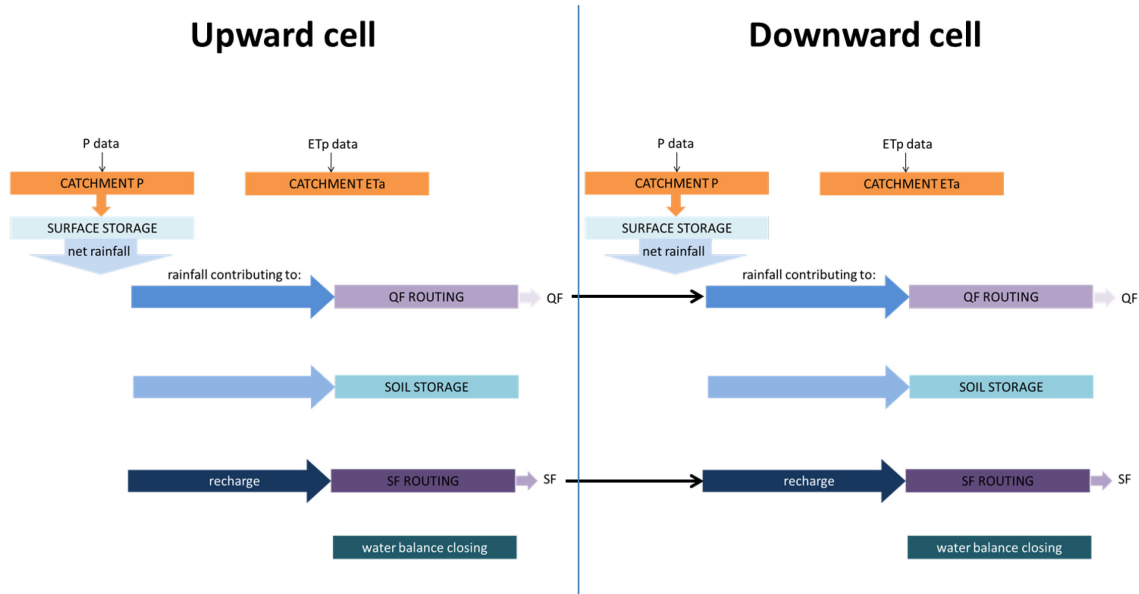 Upward cell
Downward cell
P data
ETp data
CATCHMENT P
CATCHMENT ETa
SURFACE STORAGE
net rainfall
rainfall contributing to:
QF ROUTING
QF
SOIL STORAGE
recharge
SF ROUTING
SF
water balance closing
P data
ETp data
CATCHMENT P
CATCHMENT ETa
SURFACE STORAGE
net rainfall
rainfall contributing to:
QF ROUTING
QF
SOIL STORAGE
recharge
SF ROUTING
SF
water balance closing